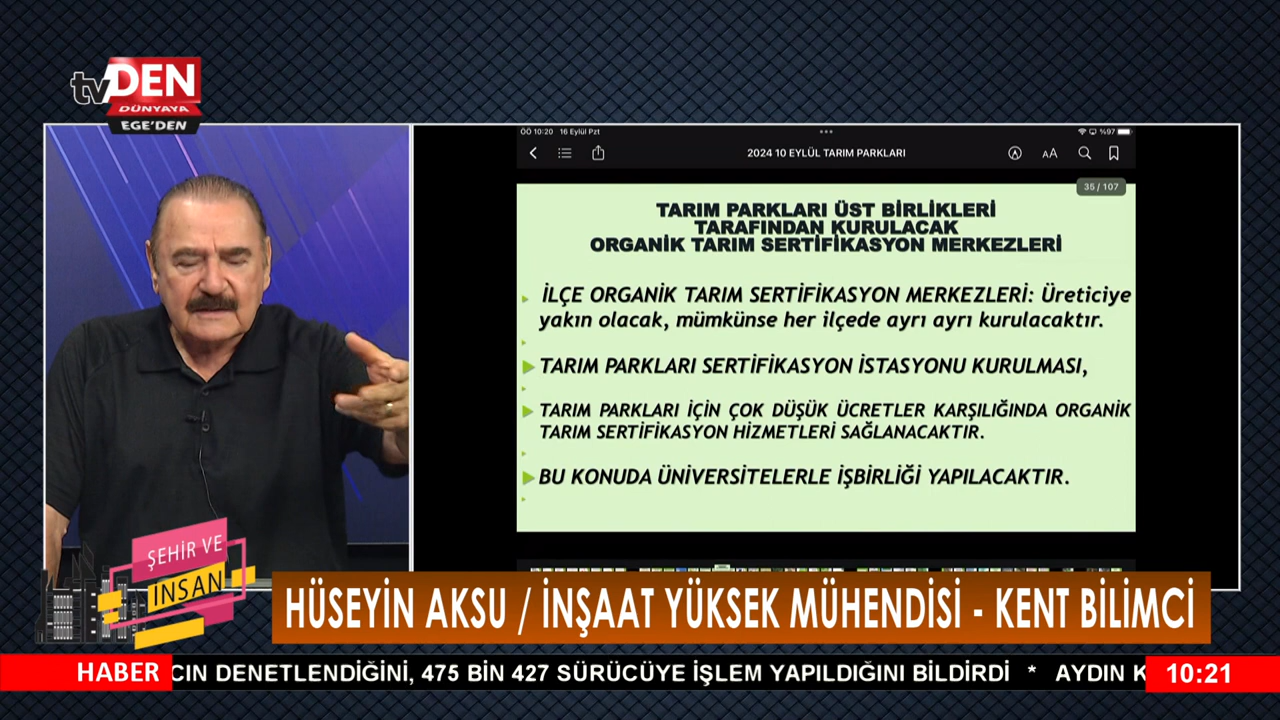 tvDEN
DÜNYAYA
EGE'DEN
ÖÖ 10:20 16 Eylül Pzt
%97
2024 10 EYLÜL TARIM PARKLARI
AA
35 / 107
TARIM PARKLARI ÜST BİRLİKLERİ
TARAFINDAN KURULACAK
ORGANİK TARIM SERTİFİKASYON MERKEZLERİ
İLÇE ORGANİK TARIM SERTİFİKASYON MERKEZLERİ: Üreticiye
yakın olacak, mümkünse her ilçede ayrı ayrı kurulacaktır.
TARIM PARKLARI SERTİFİKASYON İSTASYONU KURULMASI,
TARIM PARKLARI İÇİN ÇOK DÜŞÜK ÜCRETLER KARŞILIĞINDA ORGANİK
TARIM SERTİFİKASYON HİZMETLERİ SAĞLANACAKTIR.
BU KONUDA ÜNİVERSİTELERLE İŞBİRLİĞİ YAPILACAKTIR.
ŞEHİR VE
İNSAN
HÜSEYİN AKSU / İNŞAAT YÜKSEK MÜHENDİSİ - KENT BİLİMCİ
HABER CIN DENETLENDİĞİNİ, 475 BİN 427 SÜRÜCÜYE İŞLEM YAPILDIĞINI BİLDİRDİ * AYDIN K 10:21